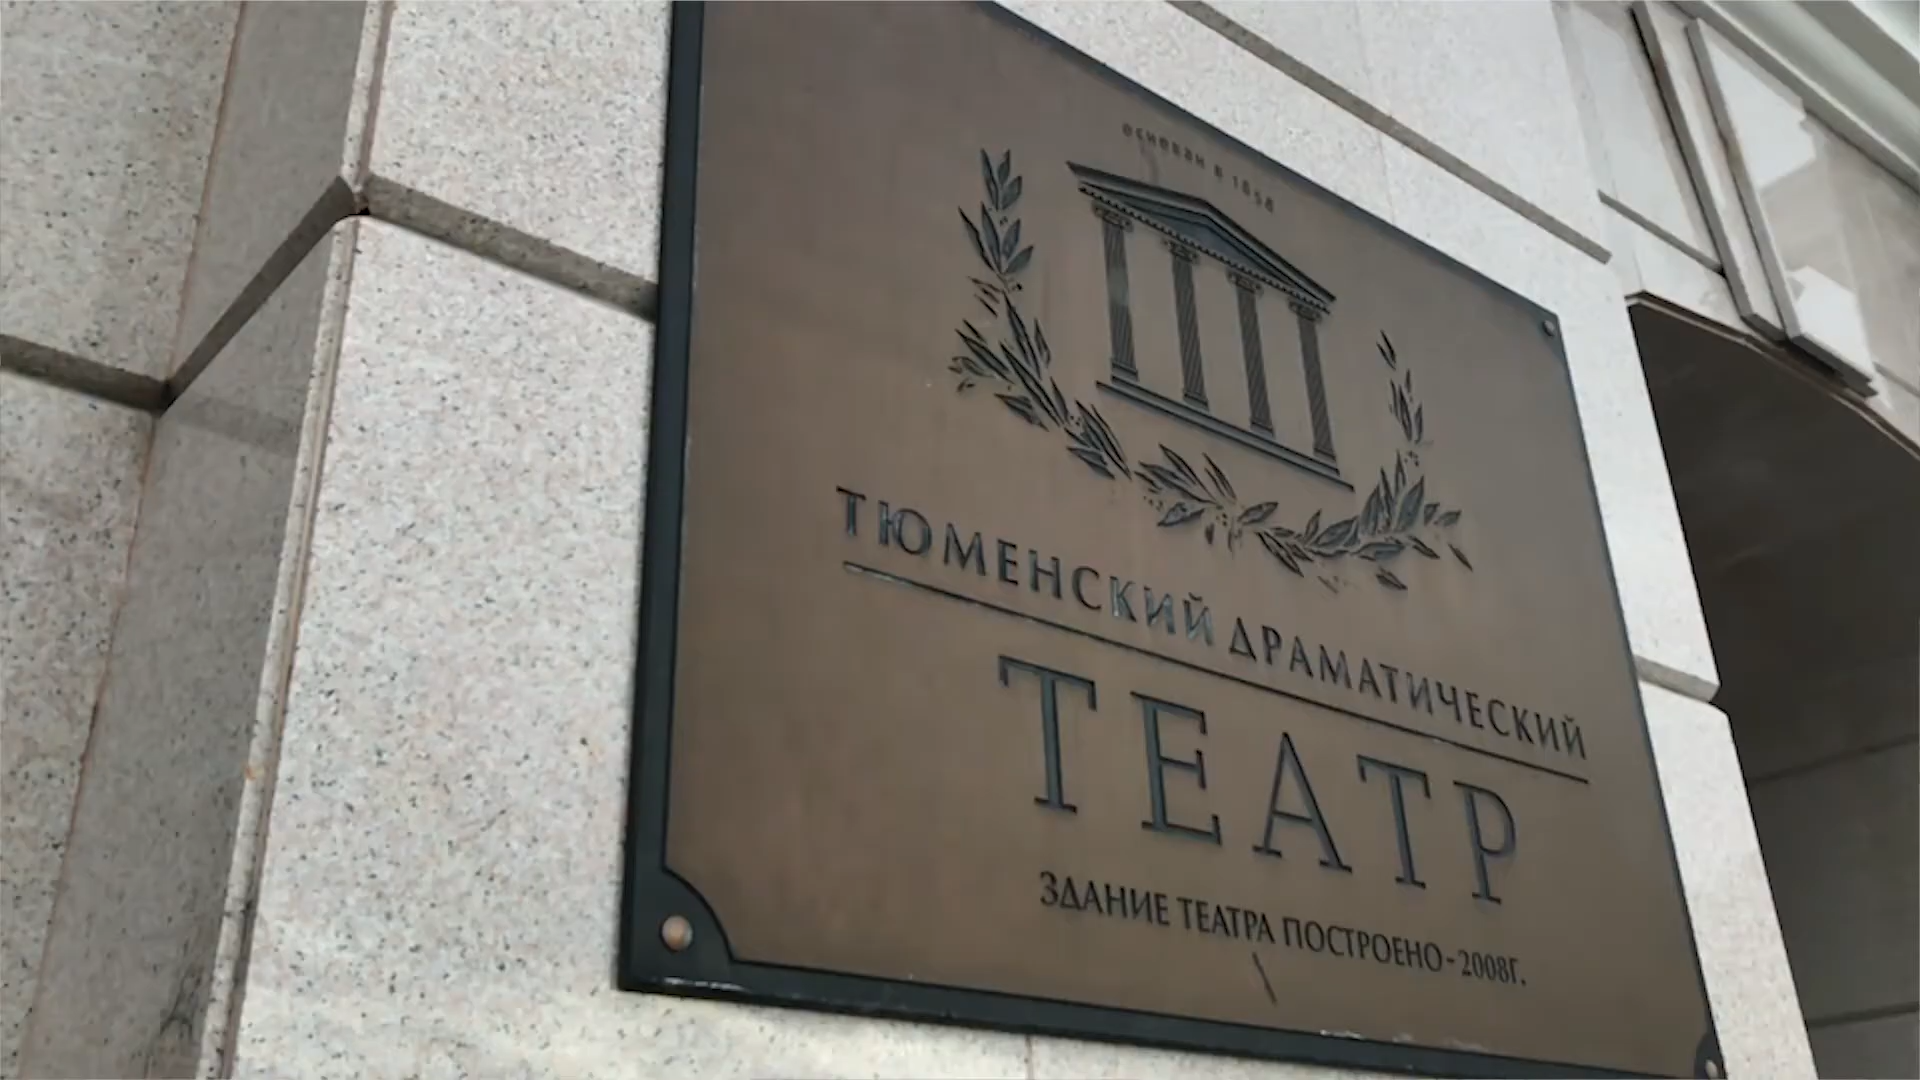 основан в 1858
ТЮМЕНСКИЙ ДРАМАТИЧЕСКИЙ
ТЕАТР
ЗДАНИЕ ТЕАТРА ПОСТРОЕНО-2008Г.